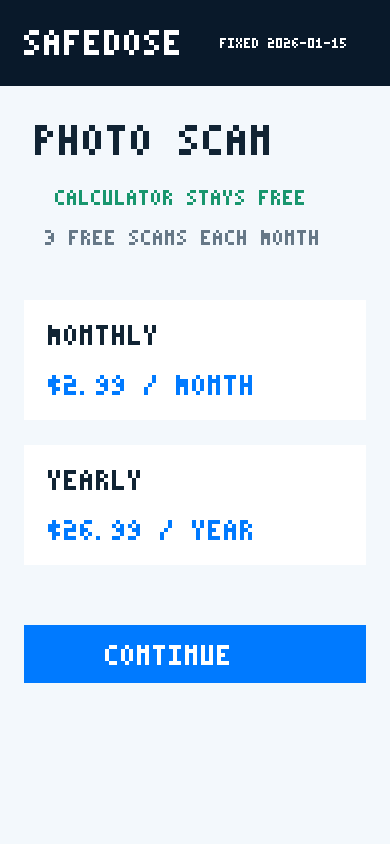 SAFEDOSE FIXED 2026-01-15
PHOTO SCAN
CALCULATOR STAYS FREE
3 FREE SCANS EACH MONTH
MONTHLY
$2.99 / MONTH
YEARLY
$26.99 / YEAR
CONTINUE